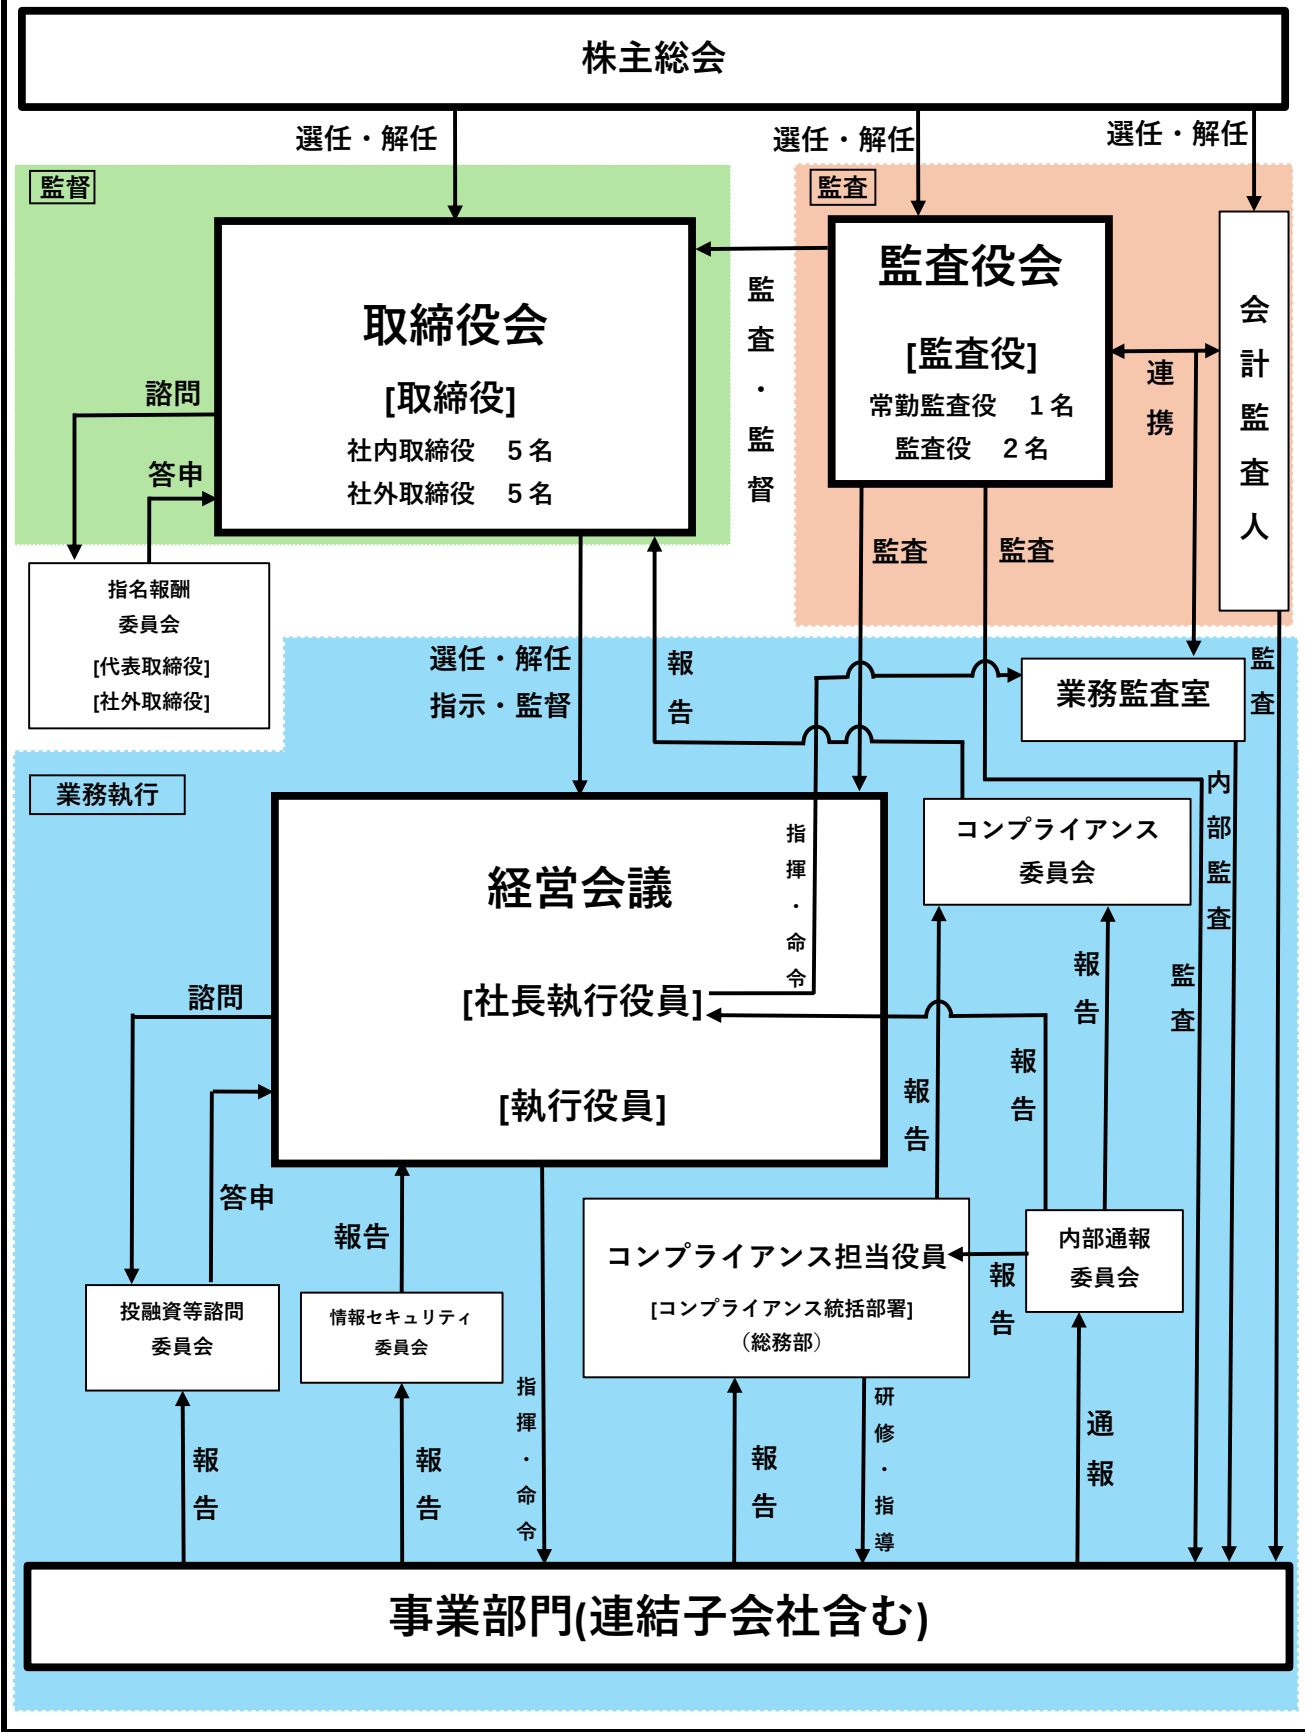 株主総会
選任・解任
選任・解任
選任・解任
監督
監査
取締役会
[取締役]
社内取締役　5名
社外取締役　5名
監査・監督
監査役会
[監査役]
常勤監査役　1名
監査役　2名
連携
会計監査人
諮問
答申
指名報酬
委員会
[代表取締役]
[社外取締役]
監査
監査
選任・解任
指示・監督
報告
業務監査室
監査
業務執行
内部監査
コンプライアンス
委員会
経営会議
[社長執行役員]
[執行役員]
指揮・命令
監査
報告
報告
報告
諮問
答申
報告
コンプライアンス担当役員
[コンプライアンス統括部署]
（総務部）
報告
内部通報
委員会
投融資等諮問
委員会
情報セキュリティ
委員会
報告
報告
指揮・命令
報告
研修・指導
通報
事業部門(連結子会社含む)